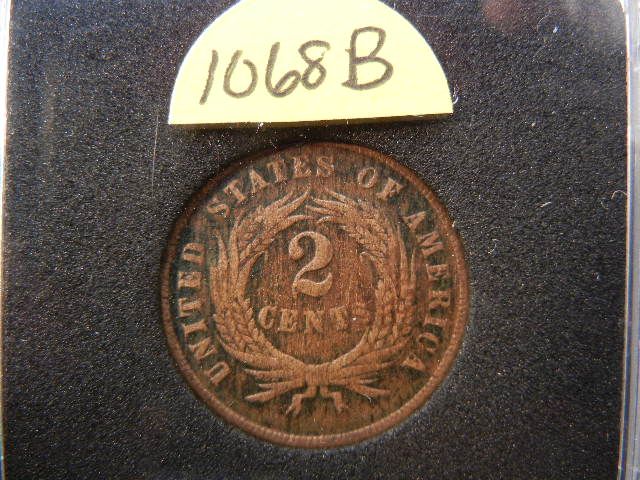 1068B
UNITED STATES OF AMERICA
2
CENTS